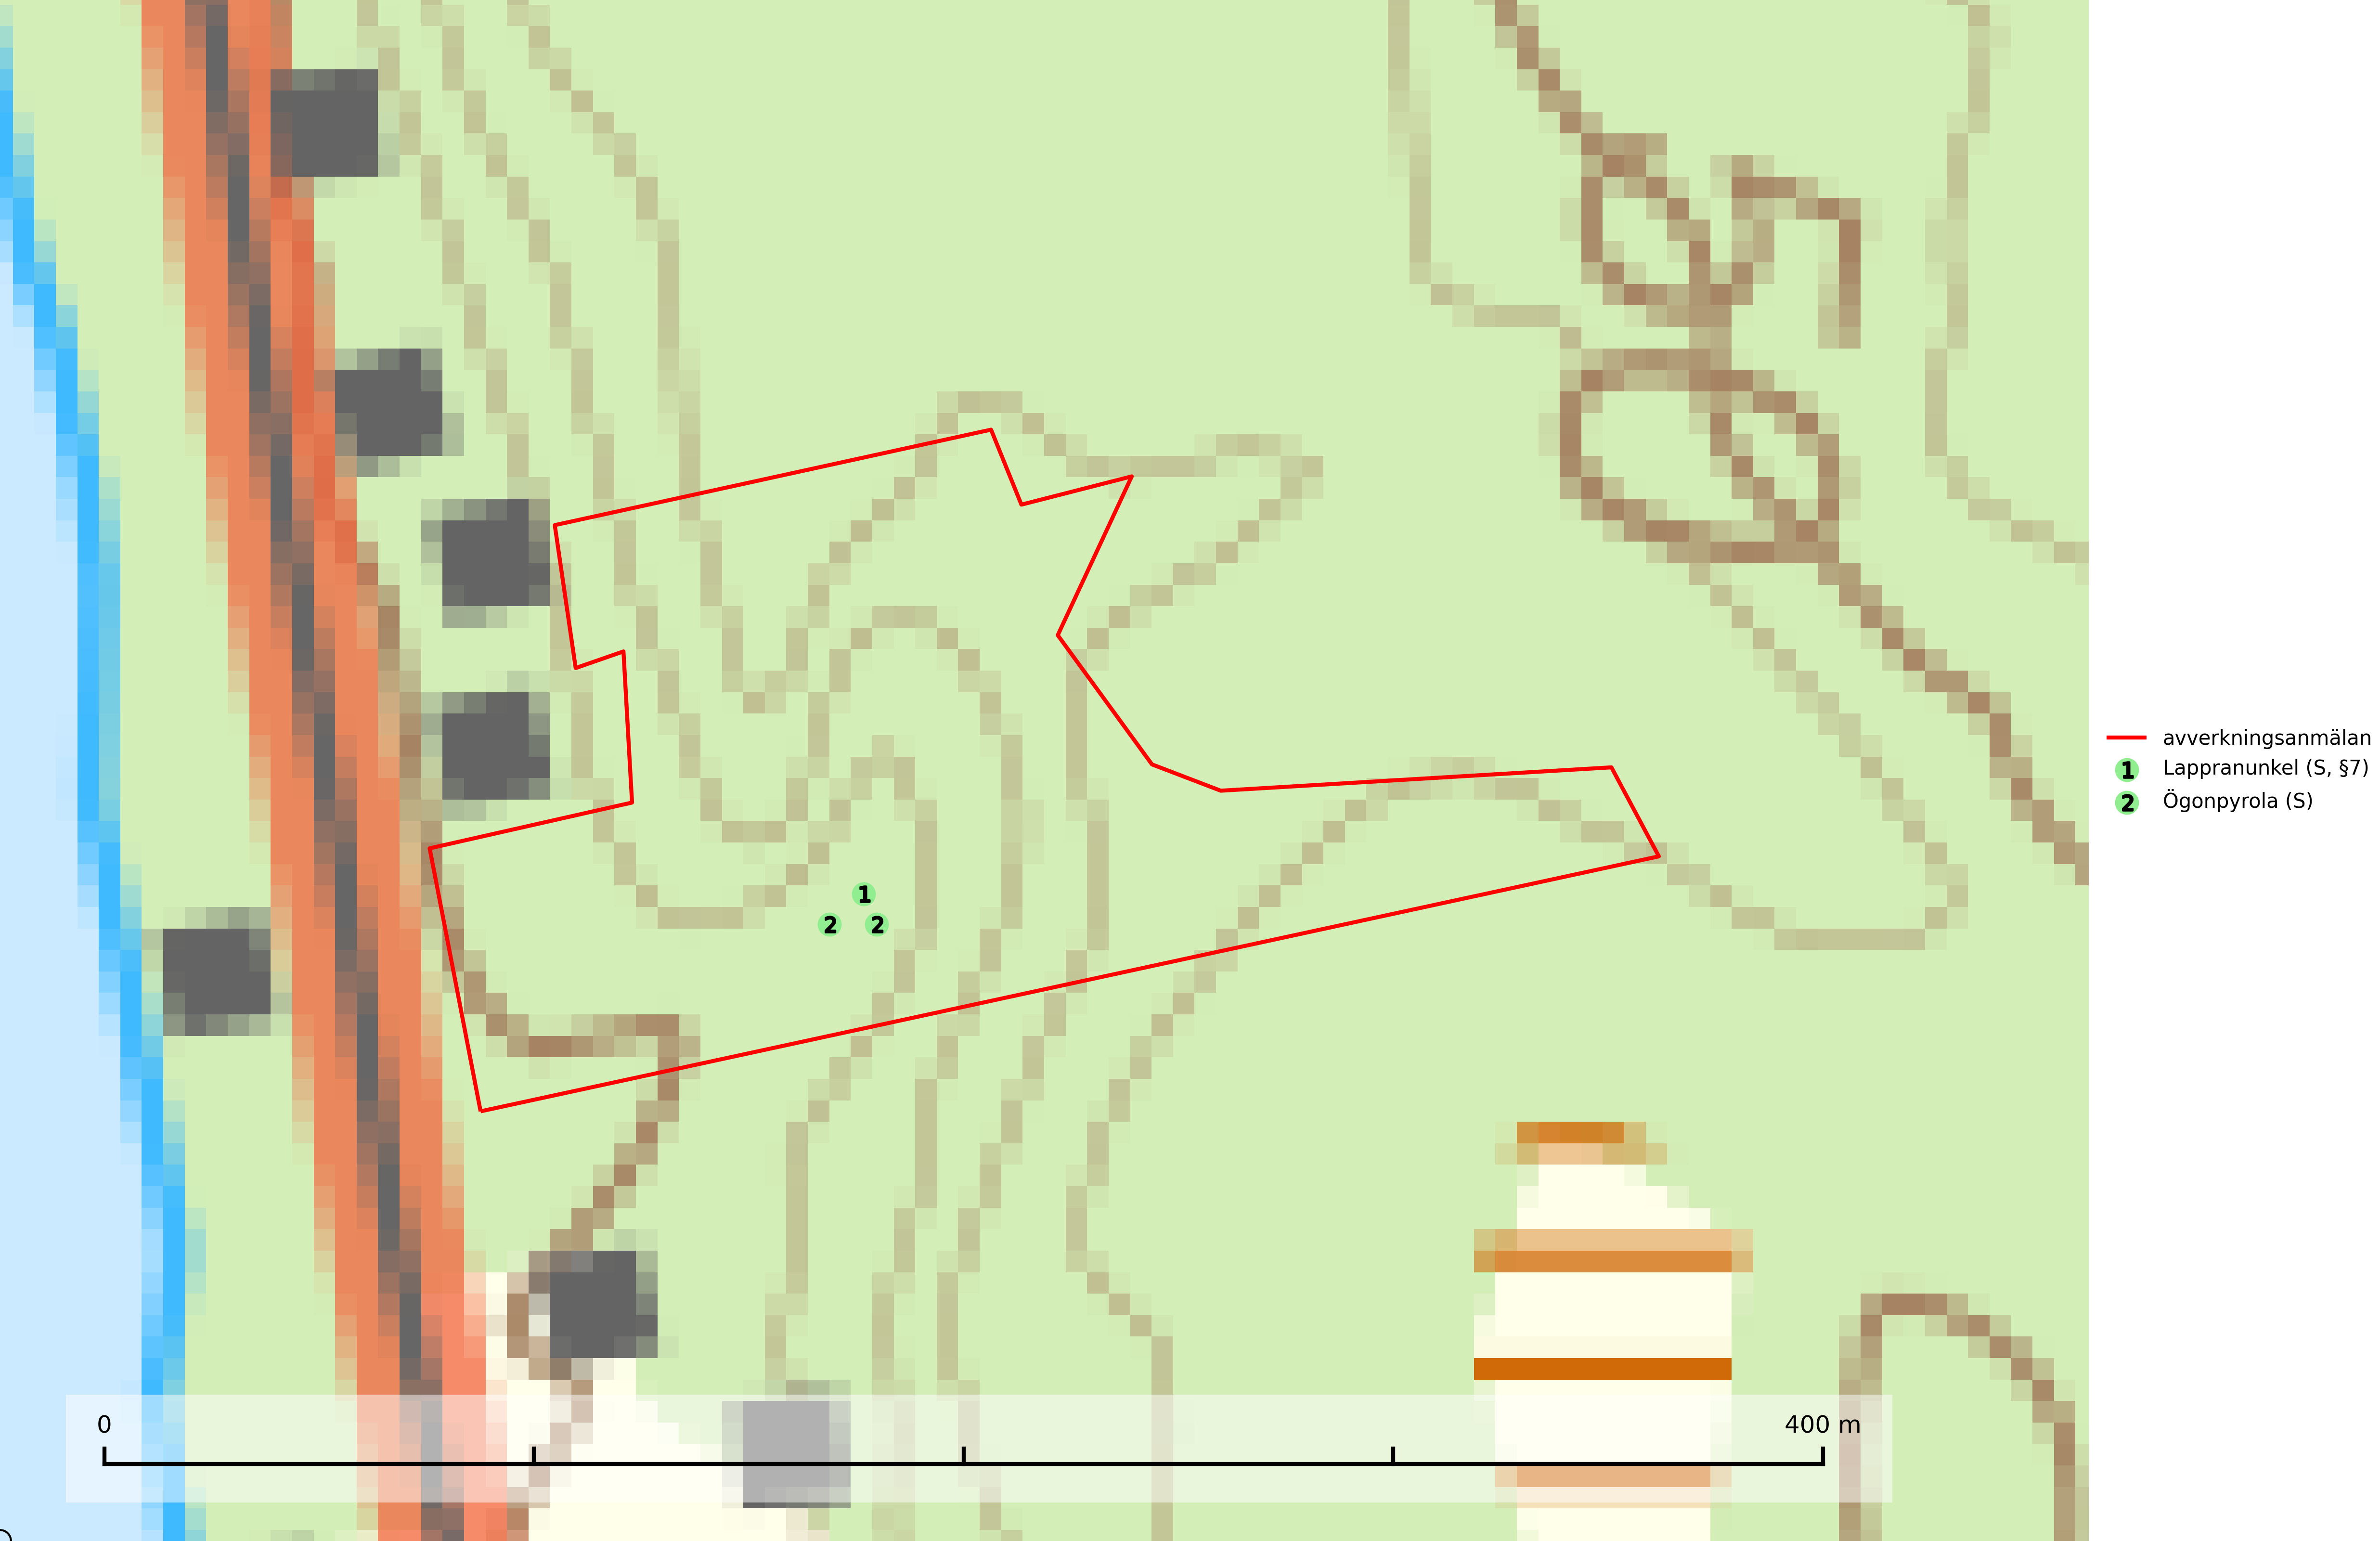 avverkningsanmälan
1 Lappranunkel (S, §7)
2 Ögonpyrola (S)
1
2 2
0 400 m